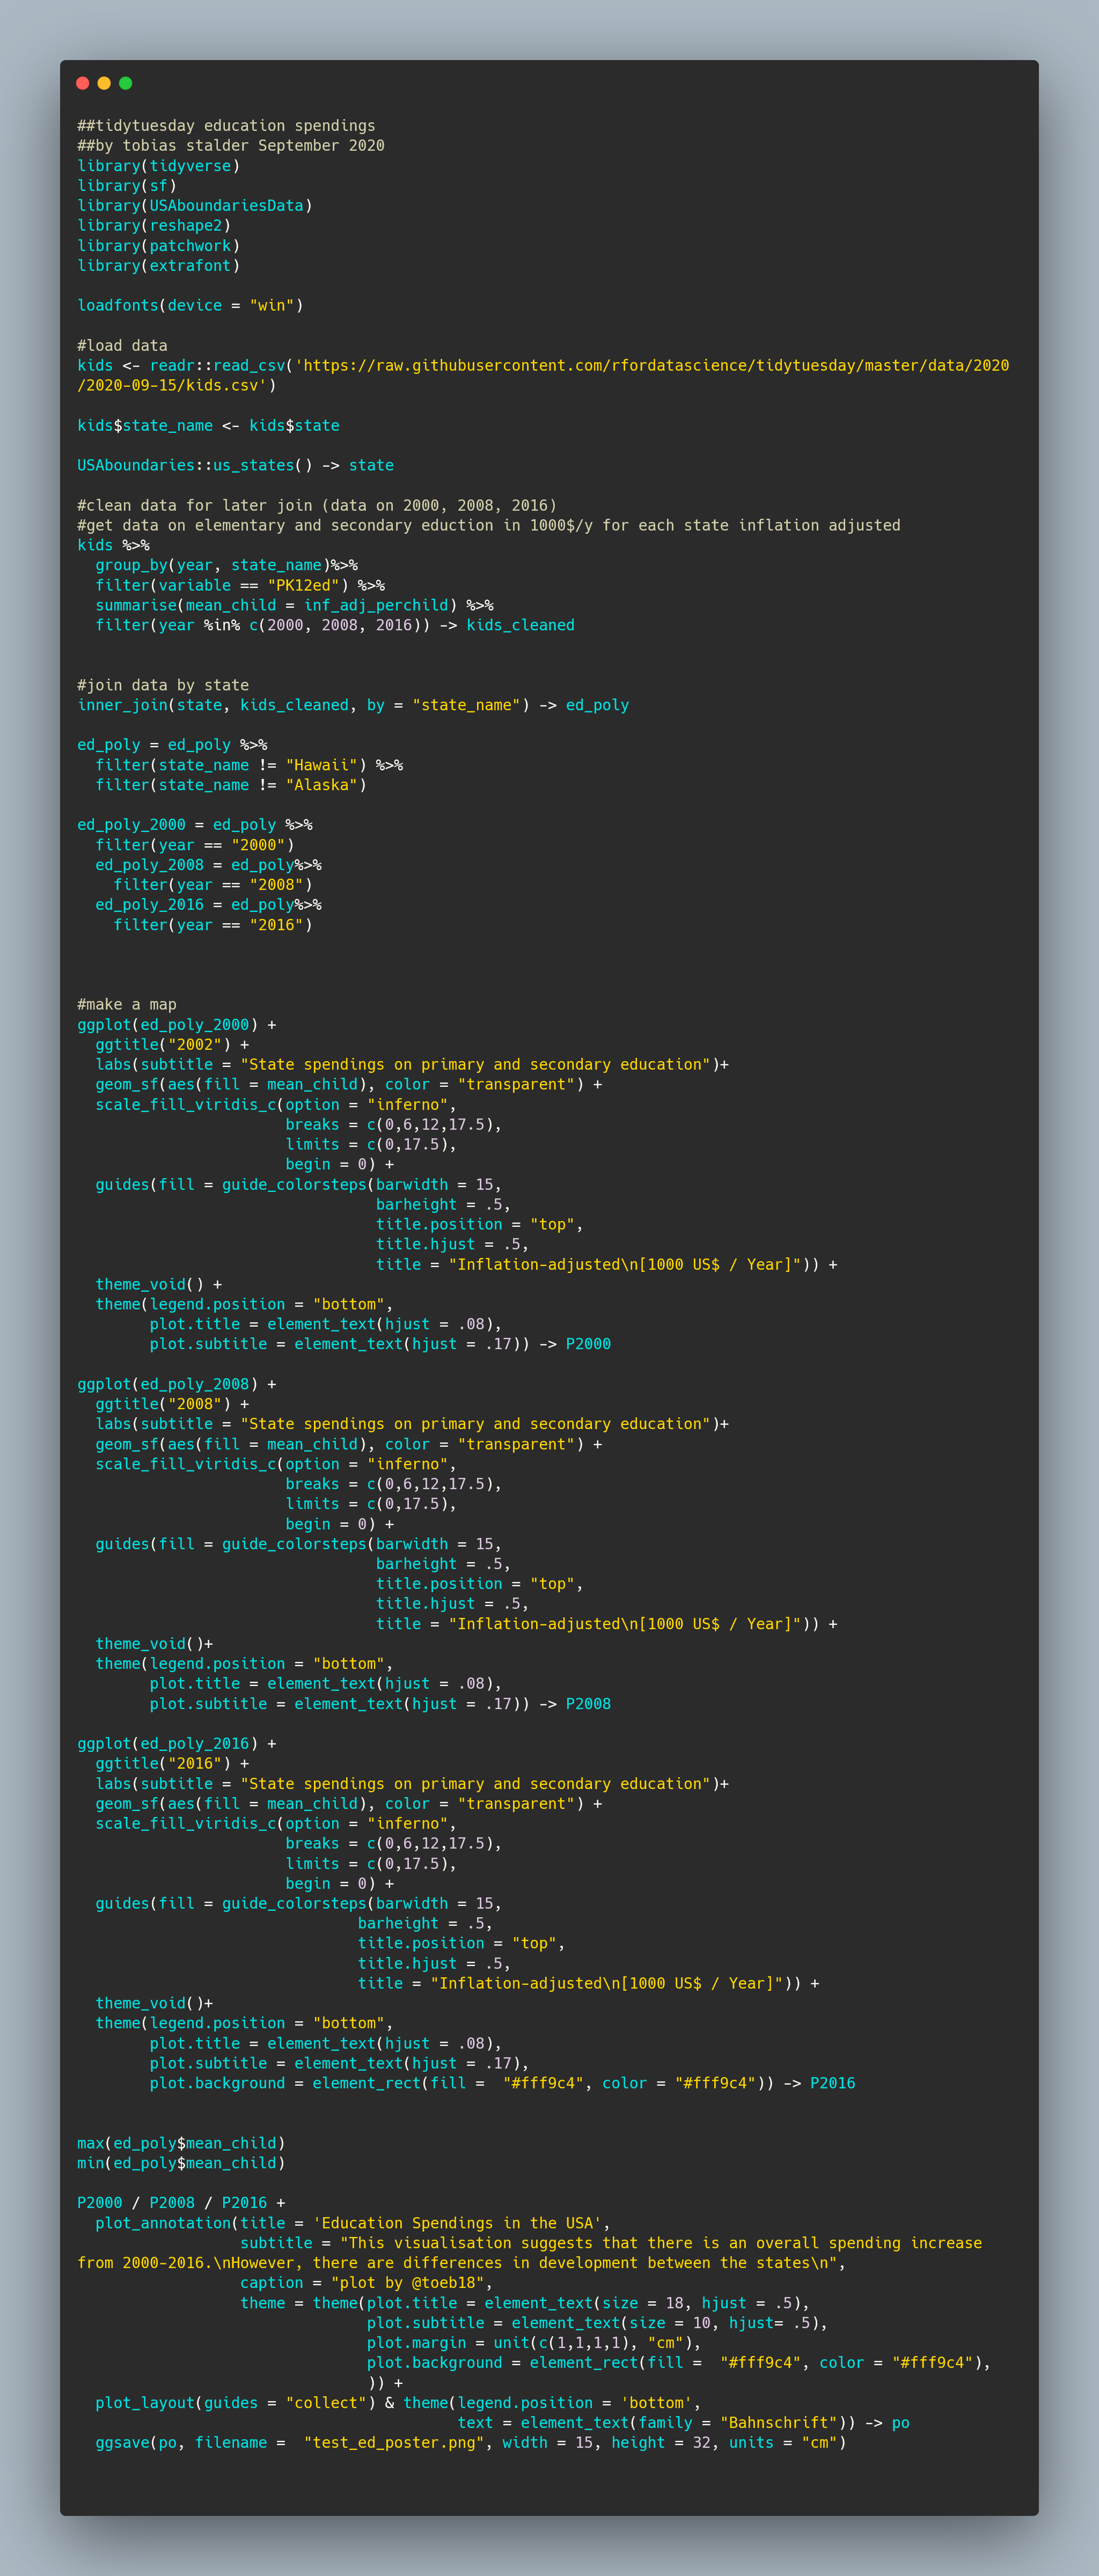 ##tidytuesday education spendings
##by tobias stalder September 2020
library(tidyverse)
library(sf)
library(USAboundariesData)
library(reshape2)
library(patchwork)
library(extrafont)

loadfonts(device = "win")

#load data
kids <- readr::read_csv('https://raw.githubusercontent.com/rfordatascience/tidytuesday/master/data/2020
/2020-09-15/kids.csv')

kids$state_name <- kids$state

USAboundaries::us_states() -> state

#clean data for later join (data on 2000, 2008, 2016)
#get data on elementary and secondary eduction in 1000$/y for each state inflation adjusted
kids %>%
  group_by(year, state_name)%>%
  filter(variable == "PK12ed") %>%
  summarise(mean_child = inf_adj_perchild) %>%
  filter(year %in% c(2000, 2008, 2016)) -> kids_cleaned


#join data by state
inner_join(state, kids_cleaned, by = "state_name") -> ed_poly

ed_poly = ed_poly %>%
  filter(state_name != "Hawaii") %>%
  filter(state_name != "Alaska")

ed_poly_2000 = ed_poly %>%
  filter(year == "2000")
  ed_poly_2008 = ed_poly%>%
    filter(year == "2008")
  ed_poly_2016 = ed_poly%>%
    filter(year == "2016")



#make a map
ggplot(ed_poly_2000) +
  ggtitle("2002") +
  labs(subtitle = "State spendings on primary and secondary education")+
  geom_sf(aes(fill = mean_child), color = "transparent") +
  scale_fill_viridis_c(option = "inferno",
                       breaks = c(0,6,12,17.5),
                       limits = c(0,17.5),
                       begin = 0) +
  guides(fill = guide_colorsteps(barwidth = 15,
                                 barheight = .5,
                                 title.position = "top",
                                 title.hjust = .5,
                                 title = "Inflation-adjusted\n[1000 US$ / Year]")) +
  theme_void() +
  theme(legend.position = "bottom",
        plot.title = element_text(hjust = .08),
        plot.subtitle = element_text(hjust = .17)) -> P2000

ggplot(ed_poly_2008) +
  ggtitle("2008") +
  labs(subtitle = "State spendings on primary and secondary education")+
  geom_sf(aes(fill = mean_child), color = "transparent") +
  scale_fill_viridis_c(option = "inferno",
                       breaks = c(0,6,12,17.5),
                       limits = c(0,17.5),
                       begin = 0) +
  guides(fill = guide_colorsteps(barwidth = 15,
                                 barheight = .5,
                                 title.position = "top",
                                 title.hjust = .5,
                                 title = "Inflation-adjusted\n[1000 US$ / Year]")) +
  theme_void()+
  theme(legend.position = "bottom",
        plot.title = element_text(hjust = .08),
        plot.subtitle = element_text(hjust = .17)) -> P2008

ggplot(ed_poly_2016) +
  ggtitle("2016") +
  labs(subtitle = "State spendings on primary and secondary education")+
  geom_sf(aes(fill = mean_child), color = "transparent") +
  scale_fill_viridis_c(option = "inferno",
                       breaks = c(0,6,12,17.5),
                       limits = c(0,17.5),
                       begin = 0) +
  guides(fill = guide_colorsteps(barwidth = 15,
                               barheight = .5,
                               title.position = "top",
                               title.hjust = .5,
                               title = "Inflation-adjusted\n[1000 US$ / Year]")) +
  theme_void()+
  theme(legend.position = "bottom",
        plot.title = element_text(hjust = .08),
        plot.subtitle = element_text(hjust = .17),
        plot.background = element_rect(fill =  "#fff9c4", color = "#fff9c4")) -> P2016


max(ed_poly$mean_child)
min(ed_poly$mean_child)

P2000 / P2008 / P2016 +
  plot_annotation(title = 'Education Spendings in the USA',
                  subtitle = "This visualisation suggests that there is an overall spending increase
from 2000-2016.\nHowever, there are differences in development between the states\n",
                  caption = "plot by @toeb18",
                  theme = theme(plot.title = element_text(size = 18, hjust = .5),
                                plot.subtitle = element_text(size = 10, hjust= .5),
                                plot.margin = unit(c(1,1,1,1), "cm"),
                                plot.background = element_rect(fill =  "#fff9c4", color = "#fff9c4"),
                                )) +
  plot_layout(guides = "collect") & theme(legend.position = 'bottom',
                                          text = element_text(family = "Bahnschrift")) -> po
  ggsave(po, filename =  "test_ed_poster.png", width = 15, height = 32, units = "cm")